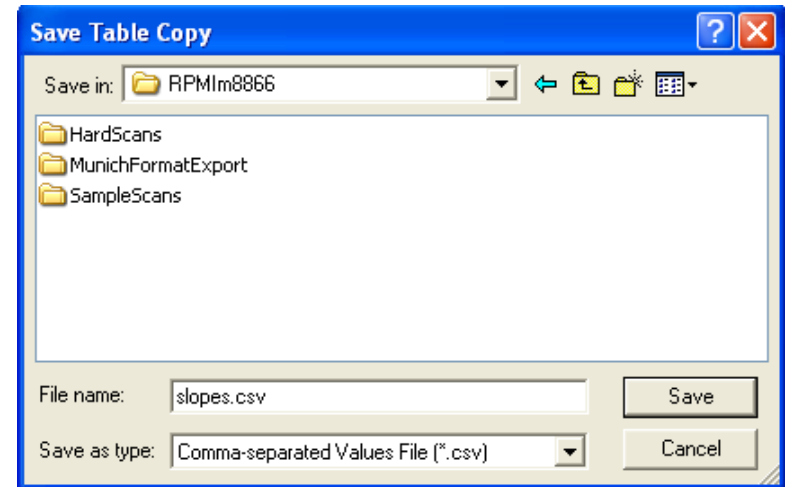 Save Table Copy
Save in: RPMIm8866
HardScans
MunichFormatExport
SampleScans
File name: slopes.csv Save
Save as type: Comma-separated Values File (*.csv) Cancel